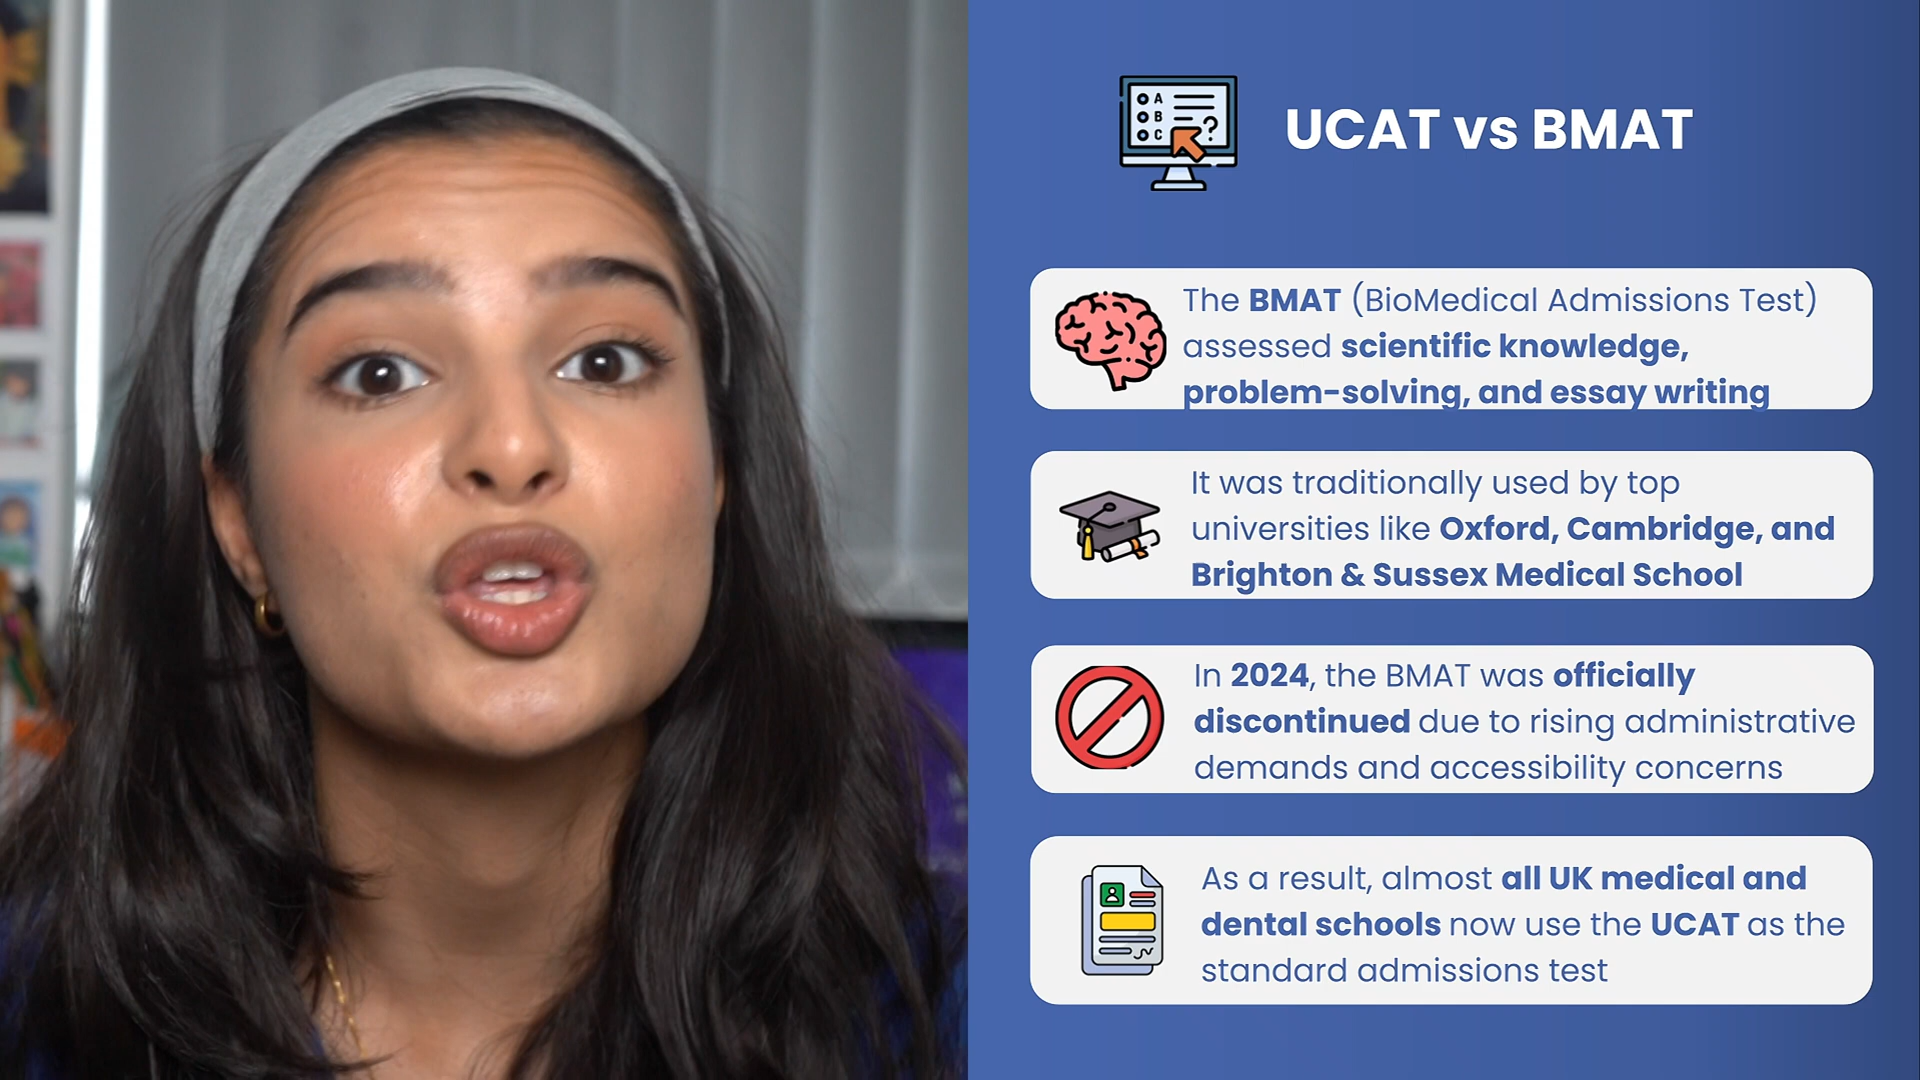 A
B
C
?
UCAT vs BMAT
The BMAT (BioMedical Admissions Test)
assessed scientific knowledge,
problem-solving, and essay writing
It was traditionally used by top
universities like Oxford, Cambridge, and
Brighton & Sussex Medical School
In 2024, the BMAT was officially
discontinued due to rising administrative
demands and accessibility concerns
As a result, almost all UK medical and
dental schools now use the UCAT as the
standard admissions test